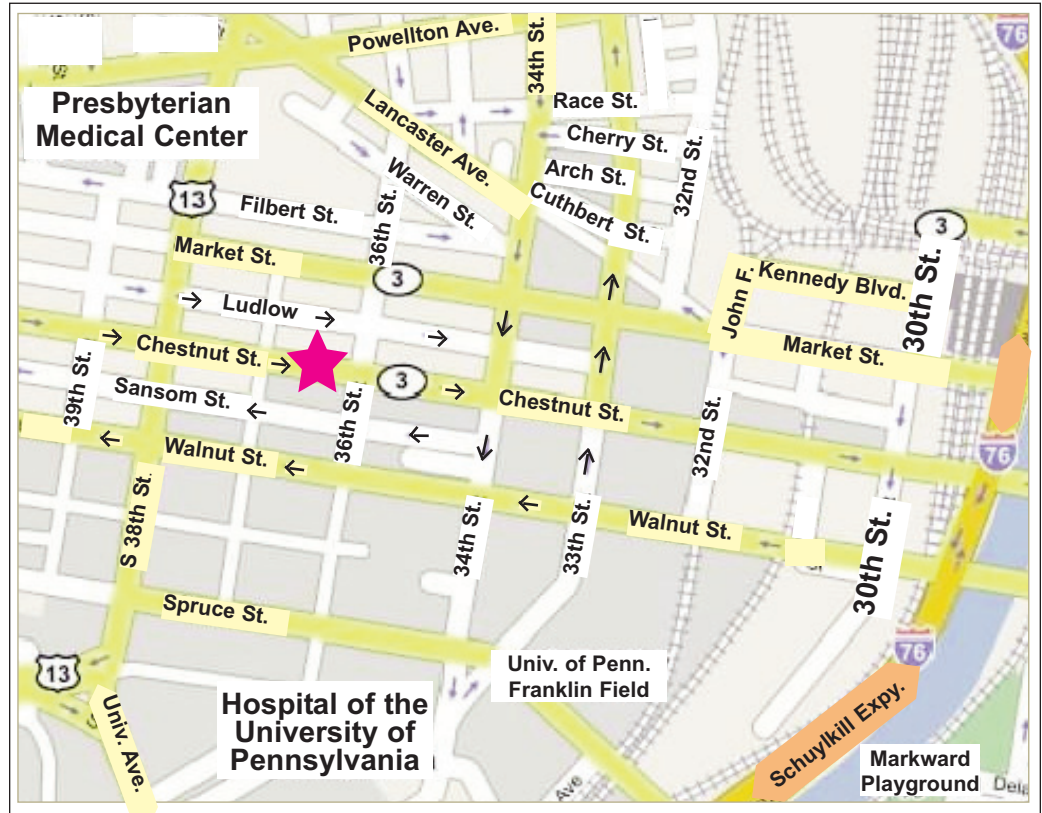 Powellton Ave.
34th St.
76
Presbyterian
Medical Center
Race St.
Lancaster Ave.
Cherry St.
32nd St.
Arch St.
Warren St.
Cuthbert St.
13
Filbert St.
36th St.
3
Market St.
3
John F.
Kennedy Blvd.
30th St.
Ludlow
Market St.
Chestnut St.
39th St.
3
Sansom St.
36th St.
Chestnut St.
32nd St.
76
Walnut St.
S 38th St.
34th St.
33th St.
Walnut St.
30th St.
Spruce St.
76
13
Univ. of Penn.
Franklin Field
Univ. Ave.
Hospital of the
University of
Pennsylvania
Schuylkill Expy.
Markward
Playground
Ave
Dela